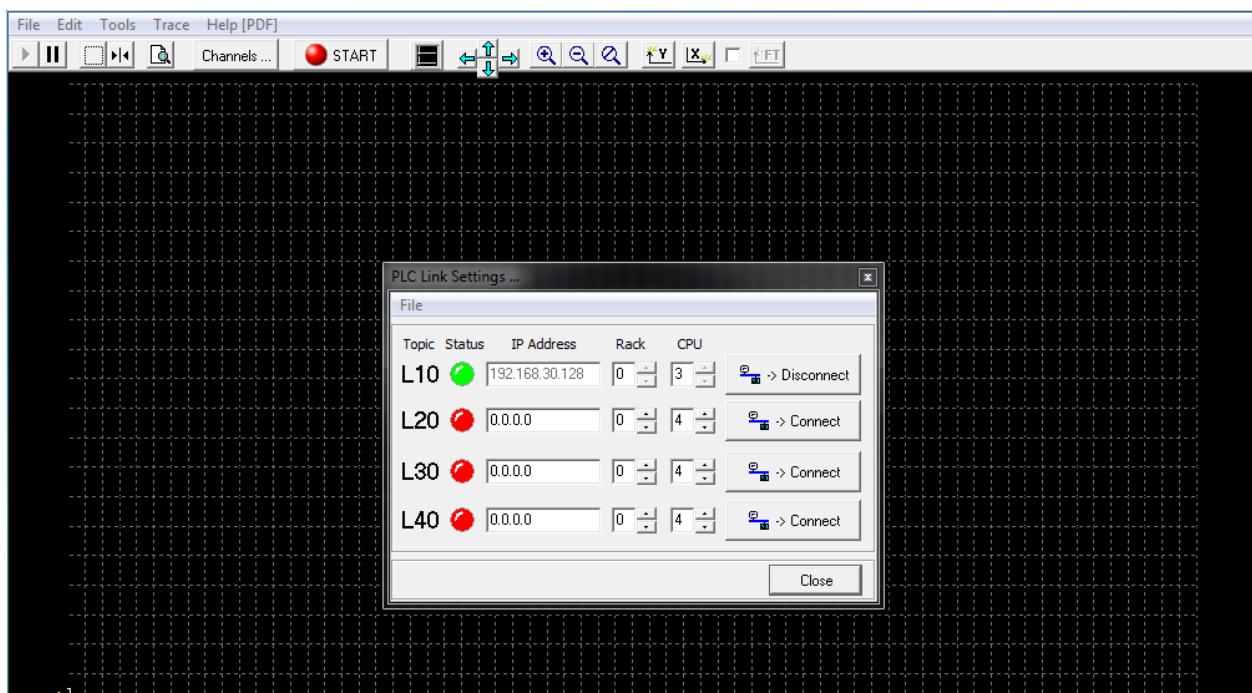 File Edit Tools Trace Help [PDF]
Channels ... START Y X FT
PLC Link Settings ...
File
Topic Status IP Address Rack CPU
L10 192.168.30.128 0 3 -> Disconnect
L20 0.0.0.0 0 4 -> Connect
L30 0.0.0.0 0 4 -> Connect
L40 0.0.0.0 0 4 -> Connect
Close